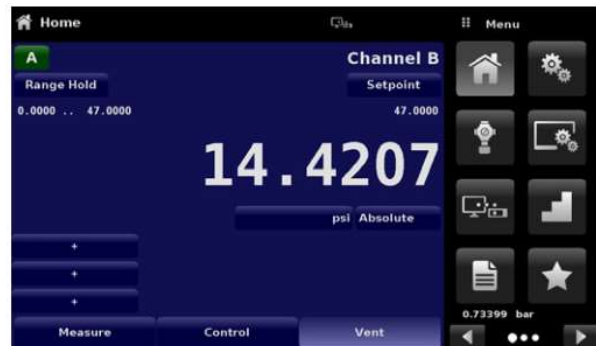 Home
Menu
A
Channel B
Range Hold
Setpoint
0.0000 .. 47.0000
47.0000
14.4207
psi
Absolute
+
+
+
0.73399 bar
Measure
Control
Vent